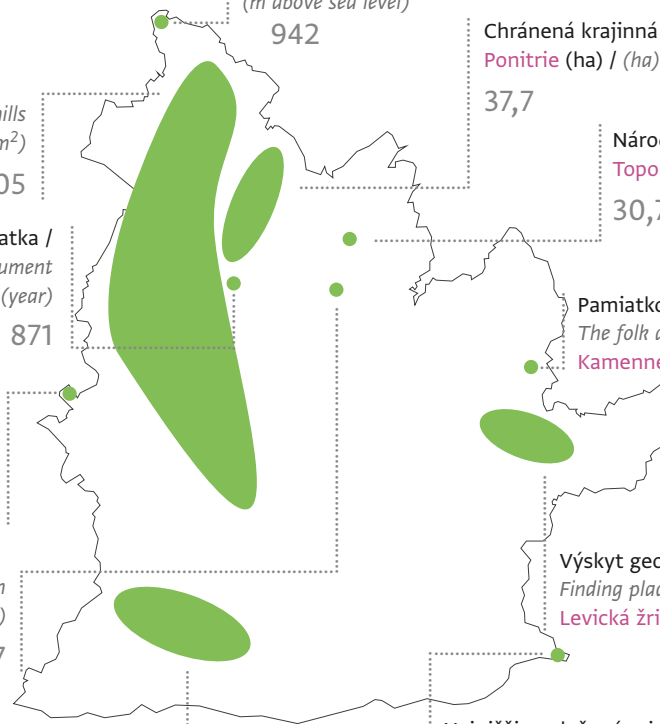 (m above sea level)
942
Chránená krajinná
Ponitrie (ha) / (ha)
37,7
hills
m²)
05
Náro
Topo
30,7
atka /
ument
(year)
871
Pamiatko
The folk a
Kamenne
Výskyt geo
Finding plac
Levická žri
n
)
7